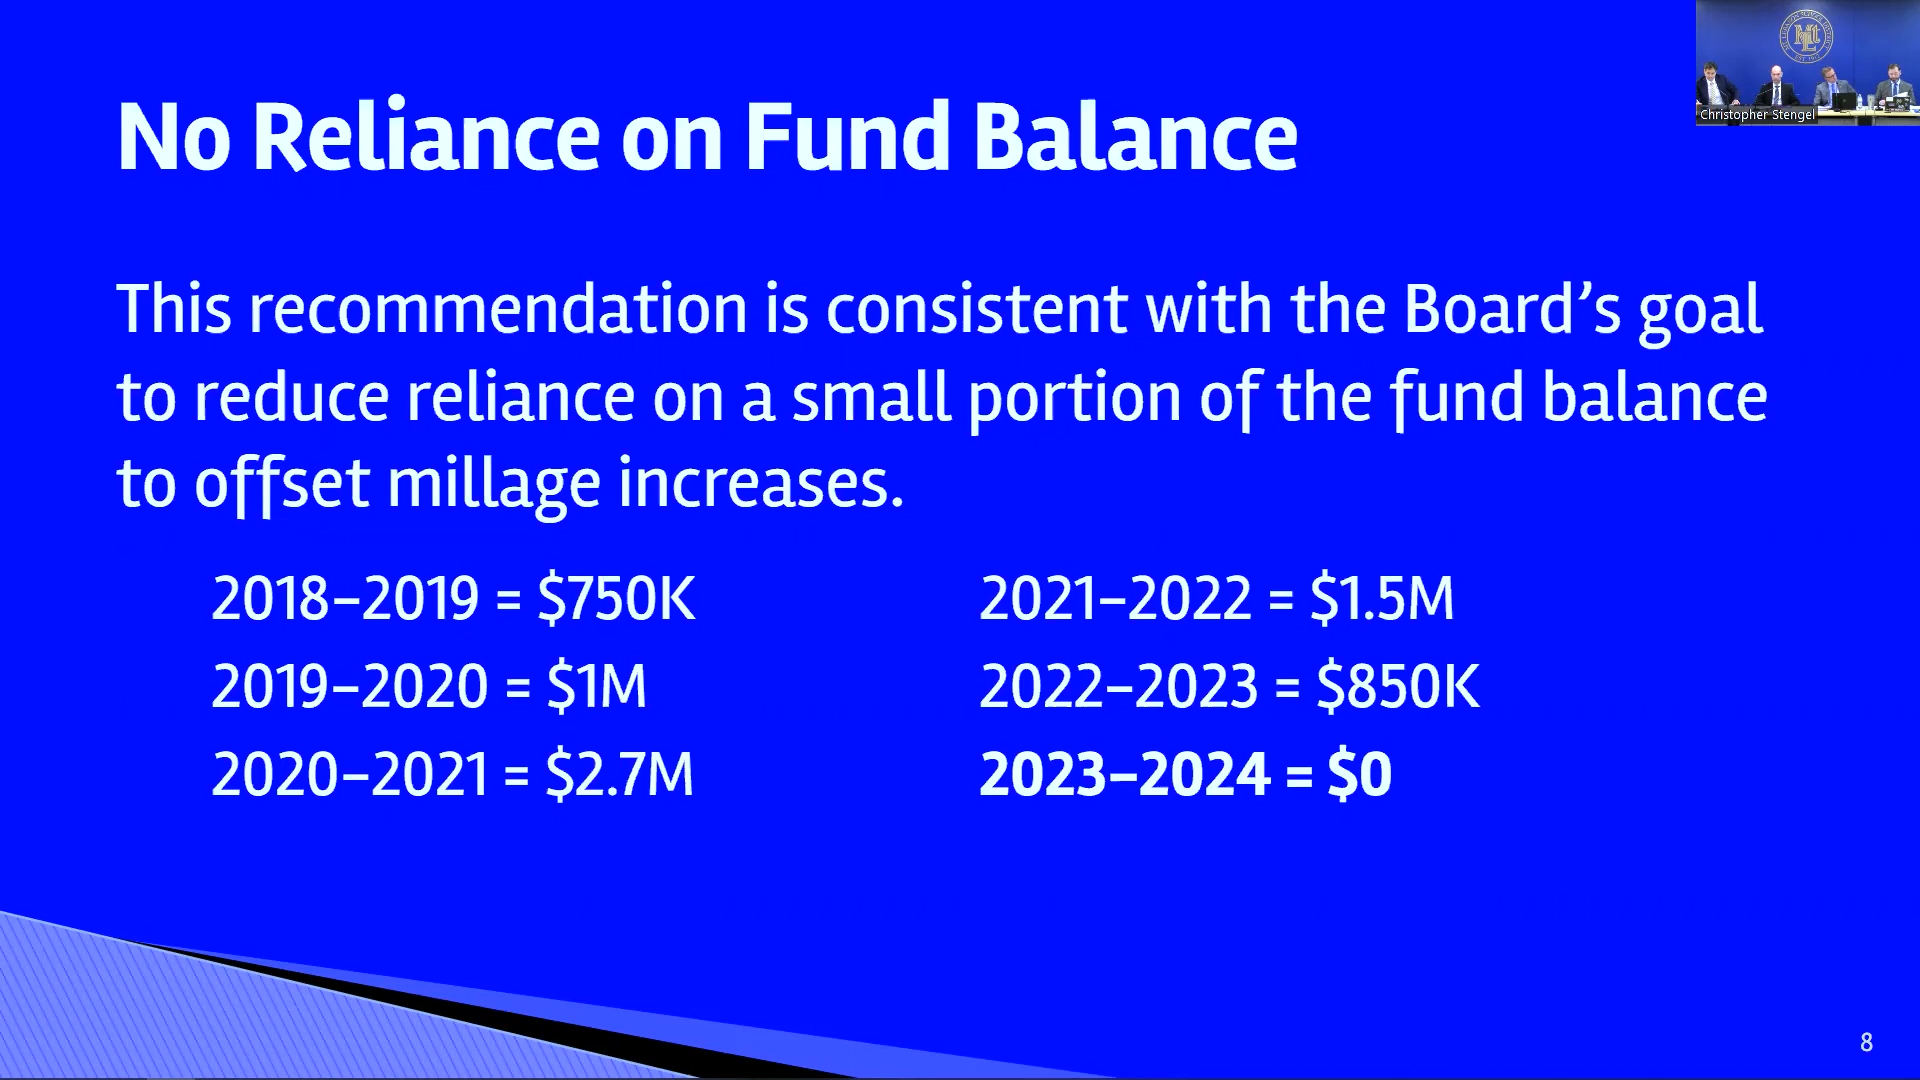 No Reliance on Fund Balance
This recommendation is consistent with the Board’s goal
to reduce reliance on a small portion of the fund balance
to offset millage increases.
2018–2019 = $750K
2019–2020 = $1M
2020–2021 = $2.7M
2021–2022 = $1.5M
2022–2023 = $850K
2023–2024 = $0
Christopher Stengel
8